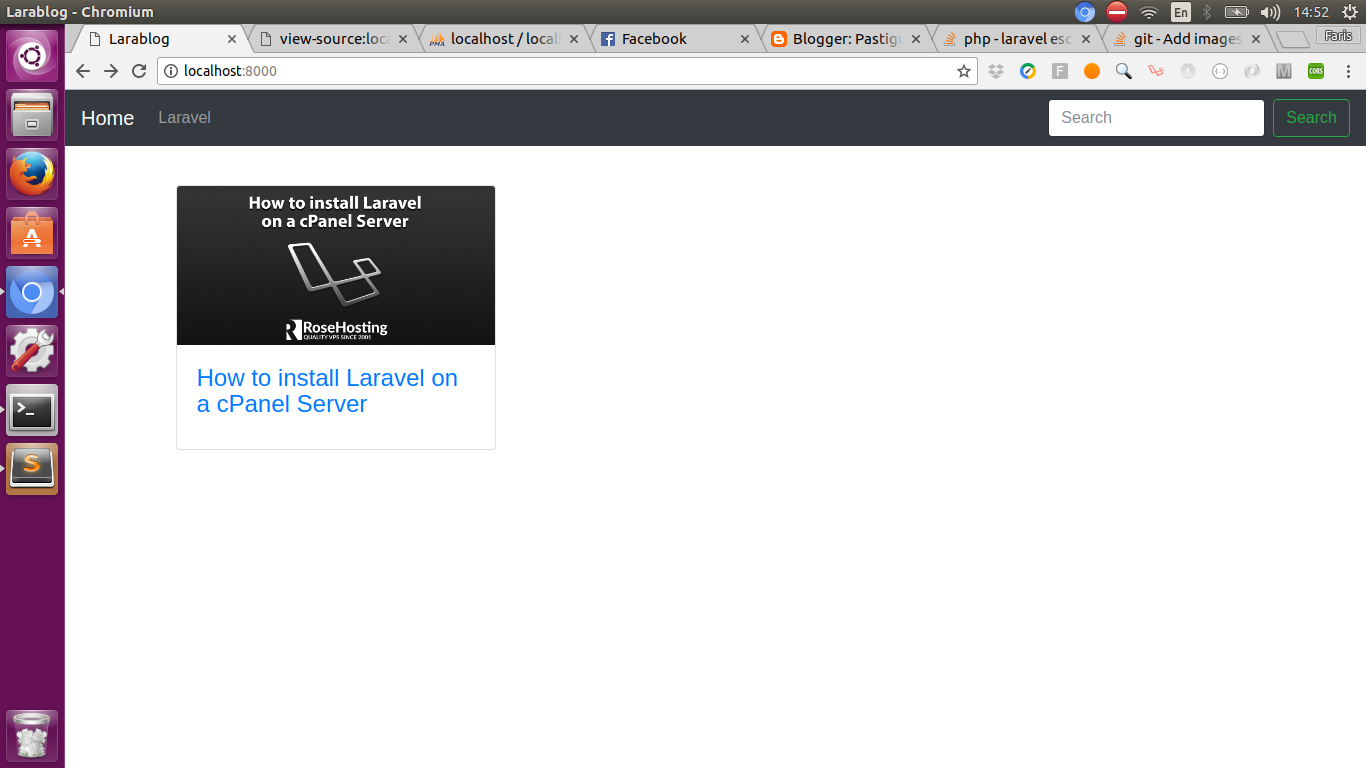 Larablog - Chromium
En
14:52
Larablog
view-source:loca
localhost / locall
Facebook
Blogger: Pastigu
php - laravel esc
git - Add images
Faris
localhost:8000
Home
Laravel
Search
Search
How to install Laravel
on a cPanel Server
RoseHosting
QUALITY VPS SINCE 2001
How to install Laravel on
a cPanel Server